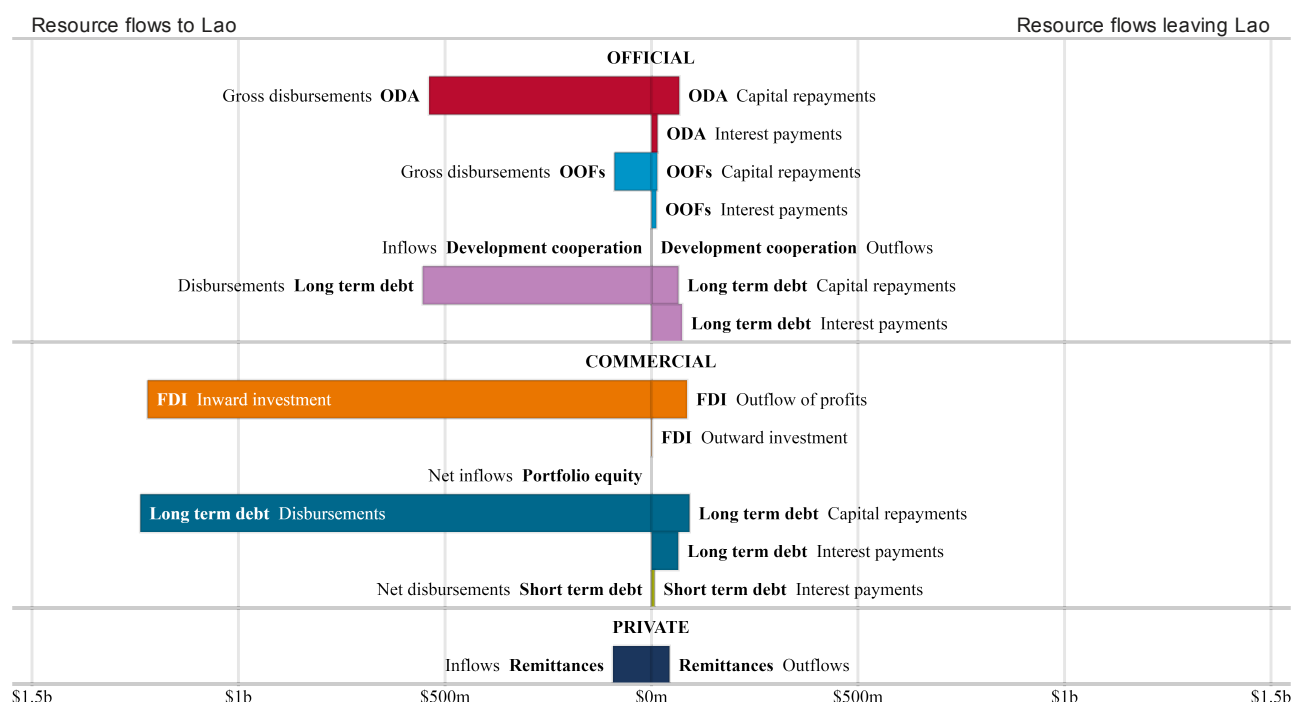 Resource flows to Lao Resource flows leaving Lao
OFFICIAL
Gross disbursements ODA ODA Capital repayments
ODA Interest payments
Gross disbursements OOFs OOFs Capital repayments
OOFs Interest payments
Inflows Development cooperation Development cooperation Outflows
Disbursements Long term debt Long term debt Capital repayments
Long term debt Interest payments
COMMERCIAL
FDI Inward investment FDI Outflow of profits
FDI Outward investment
Net inflows Portfolio equity
Long term debt Disbursements Long term debt Capital repayments
Long term debt Interest payments
Net disbursements Short term debt Short term debt Interest payments
PRIVATE
Inflows Remittances Remittances Outflows
$1.5b $1b $500m $0m $500m $1b $1.5b